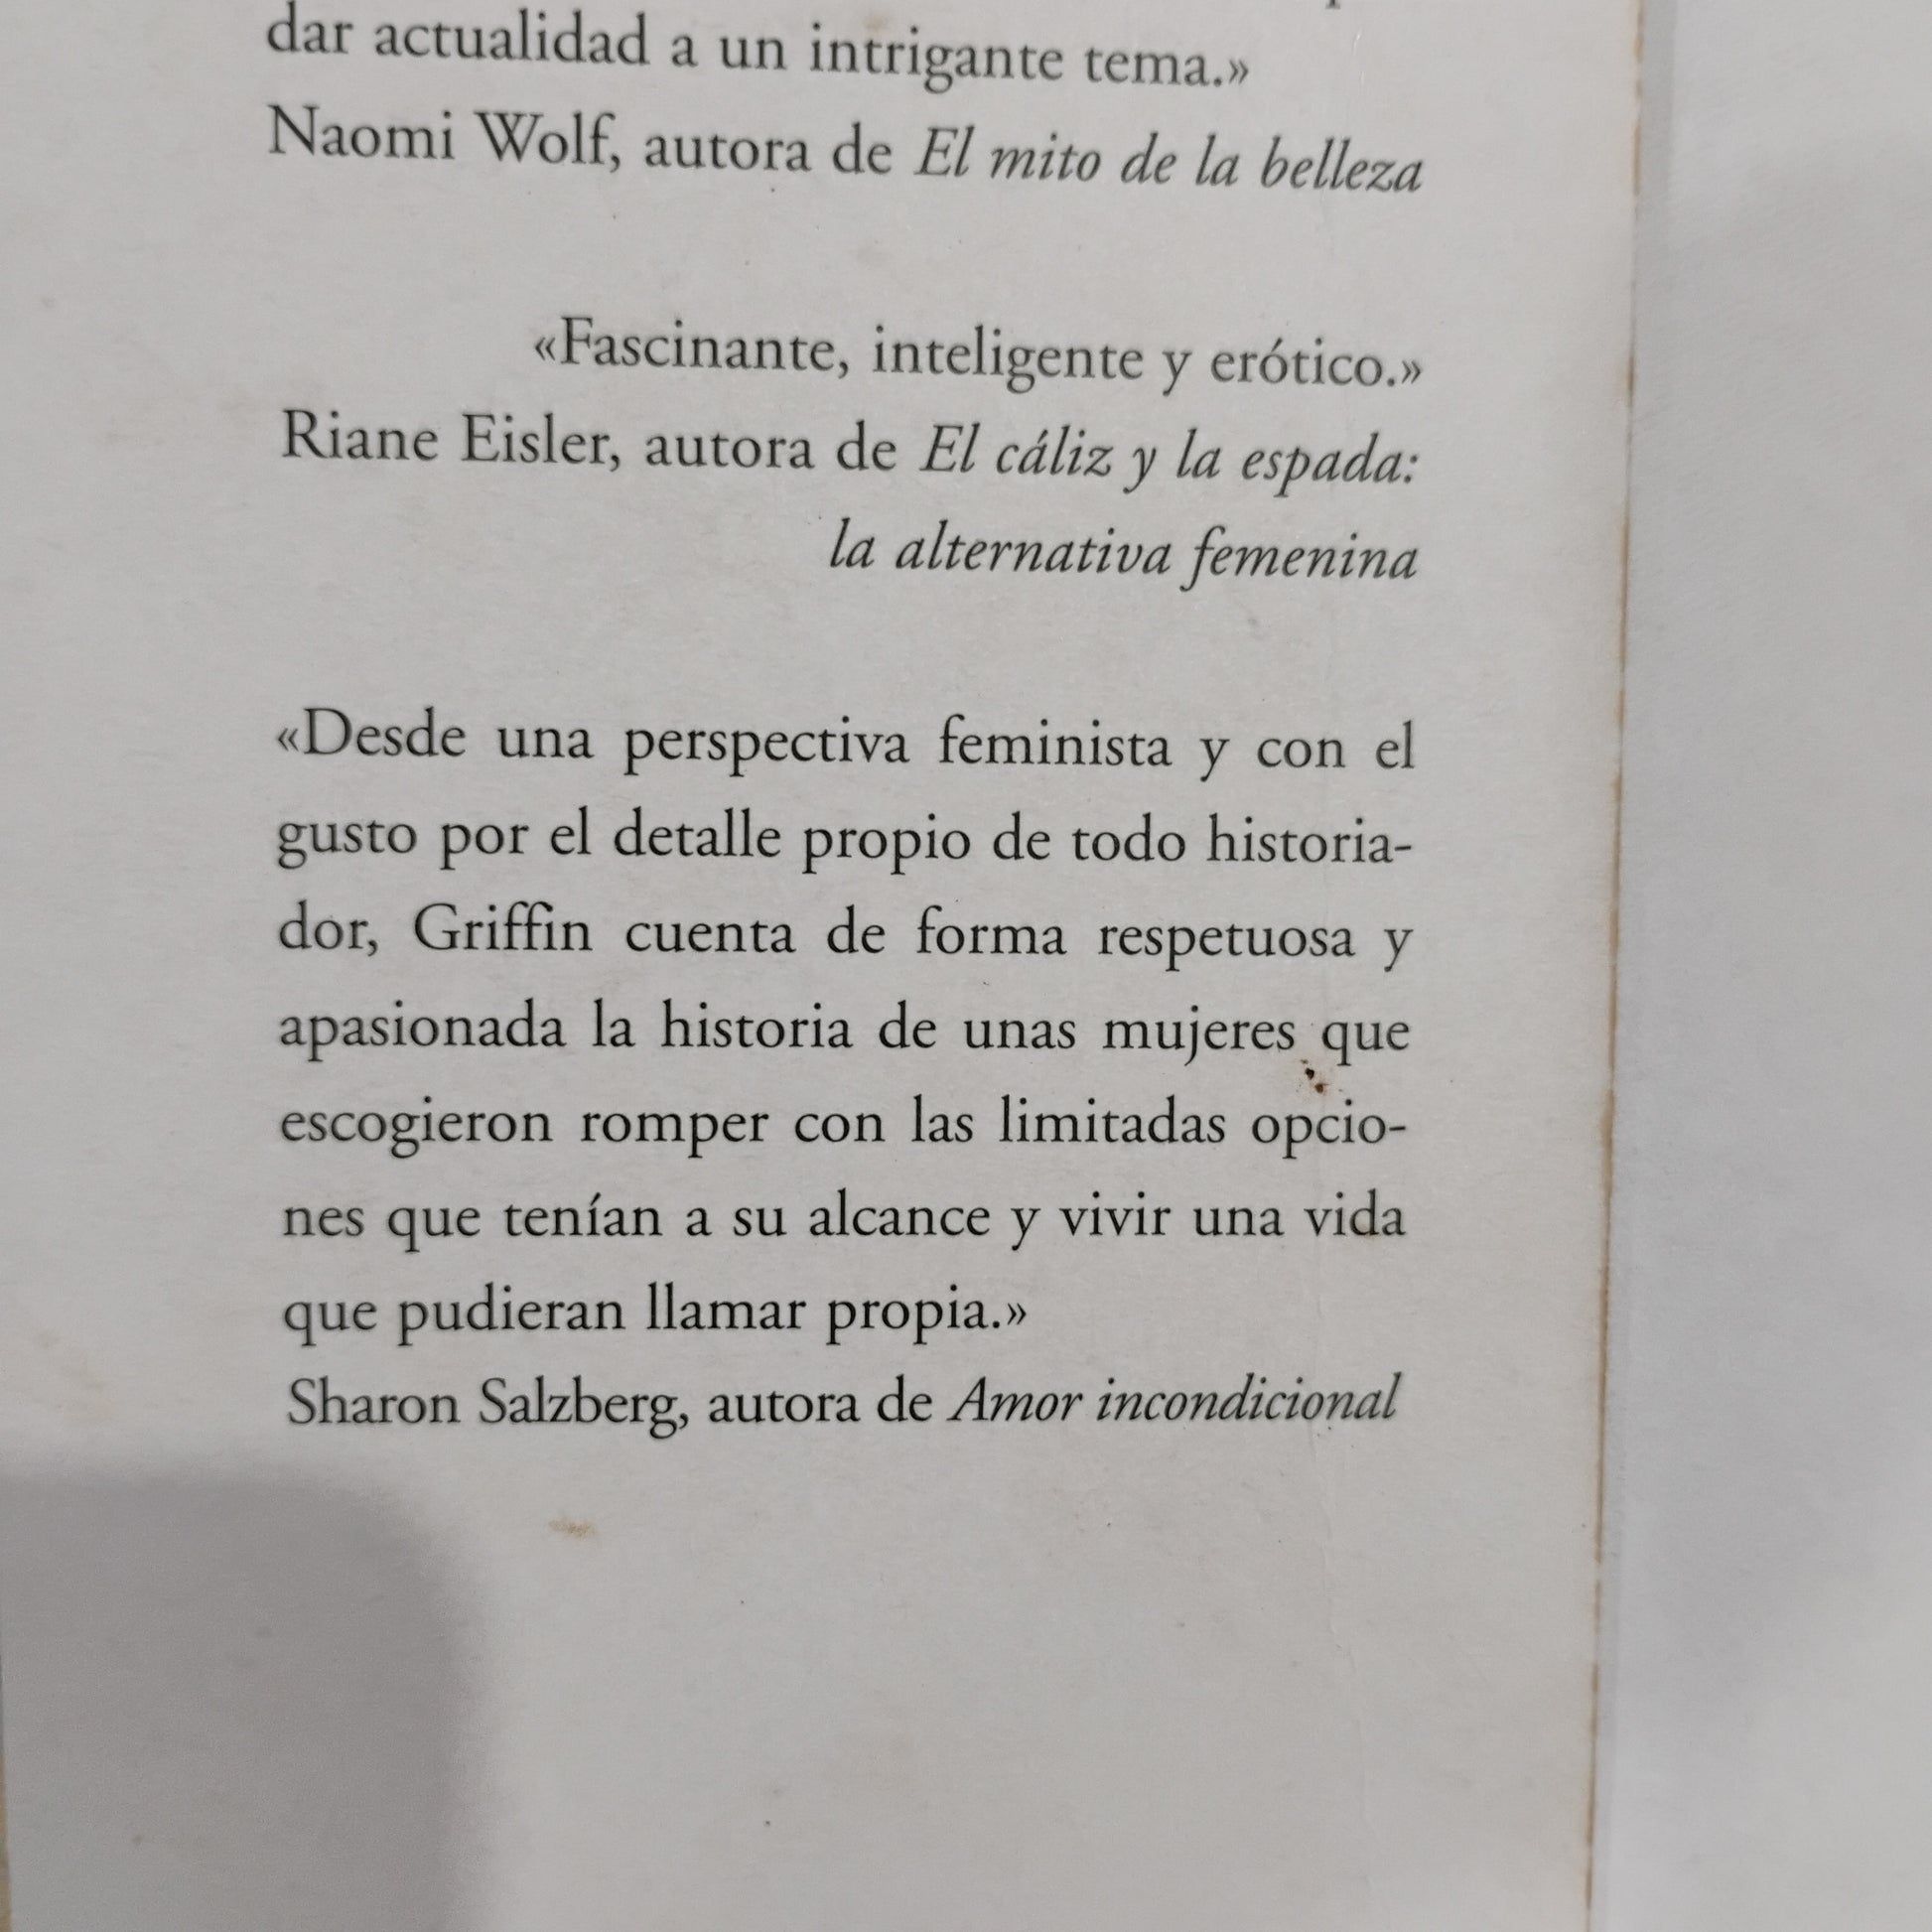 dar actualidad a un intrigante tema.»
Naomi Wolf, autora de El mito de la belleza
«Fascinante, inteligente y erótico.»
Riane Eisler, autora de El cáliz y la espada:
la alternativa femenina
«Desde una perspectiva feminista y con el
gusto por el detalle propio de todo historia-
dor, Griffin cuenta de forma respetuosa y
apasionada la historia de unas mujeres que
escogieron romper con las limitadas opcio-
nes que tenían a su alcance y vivir una vida
que pudieran llamar propia.»
Sharon Salzberg, autora de Amor incondicional